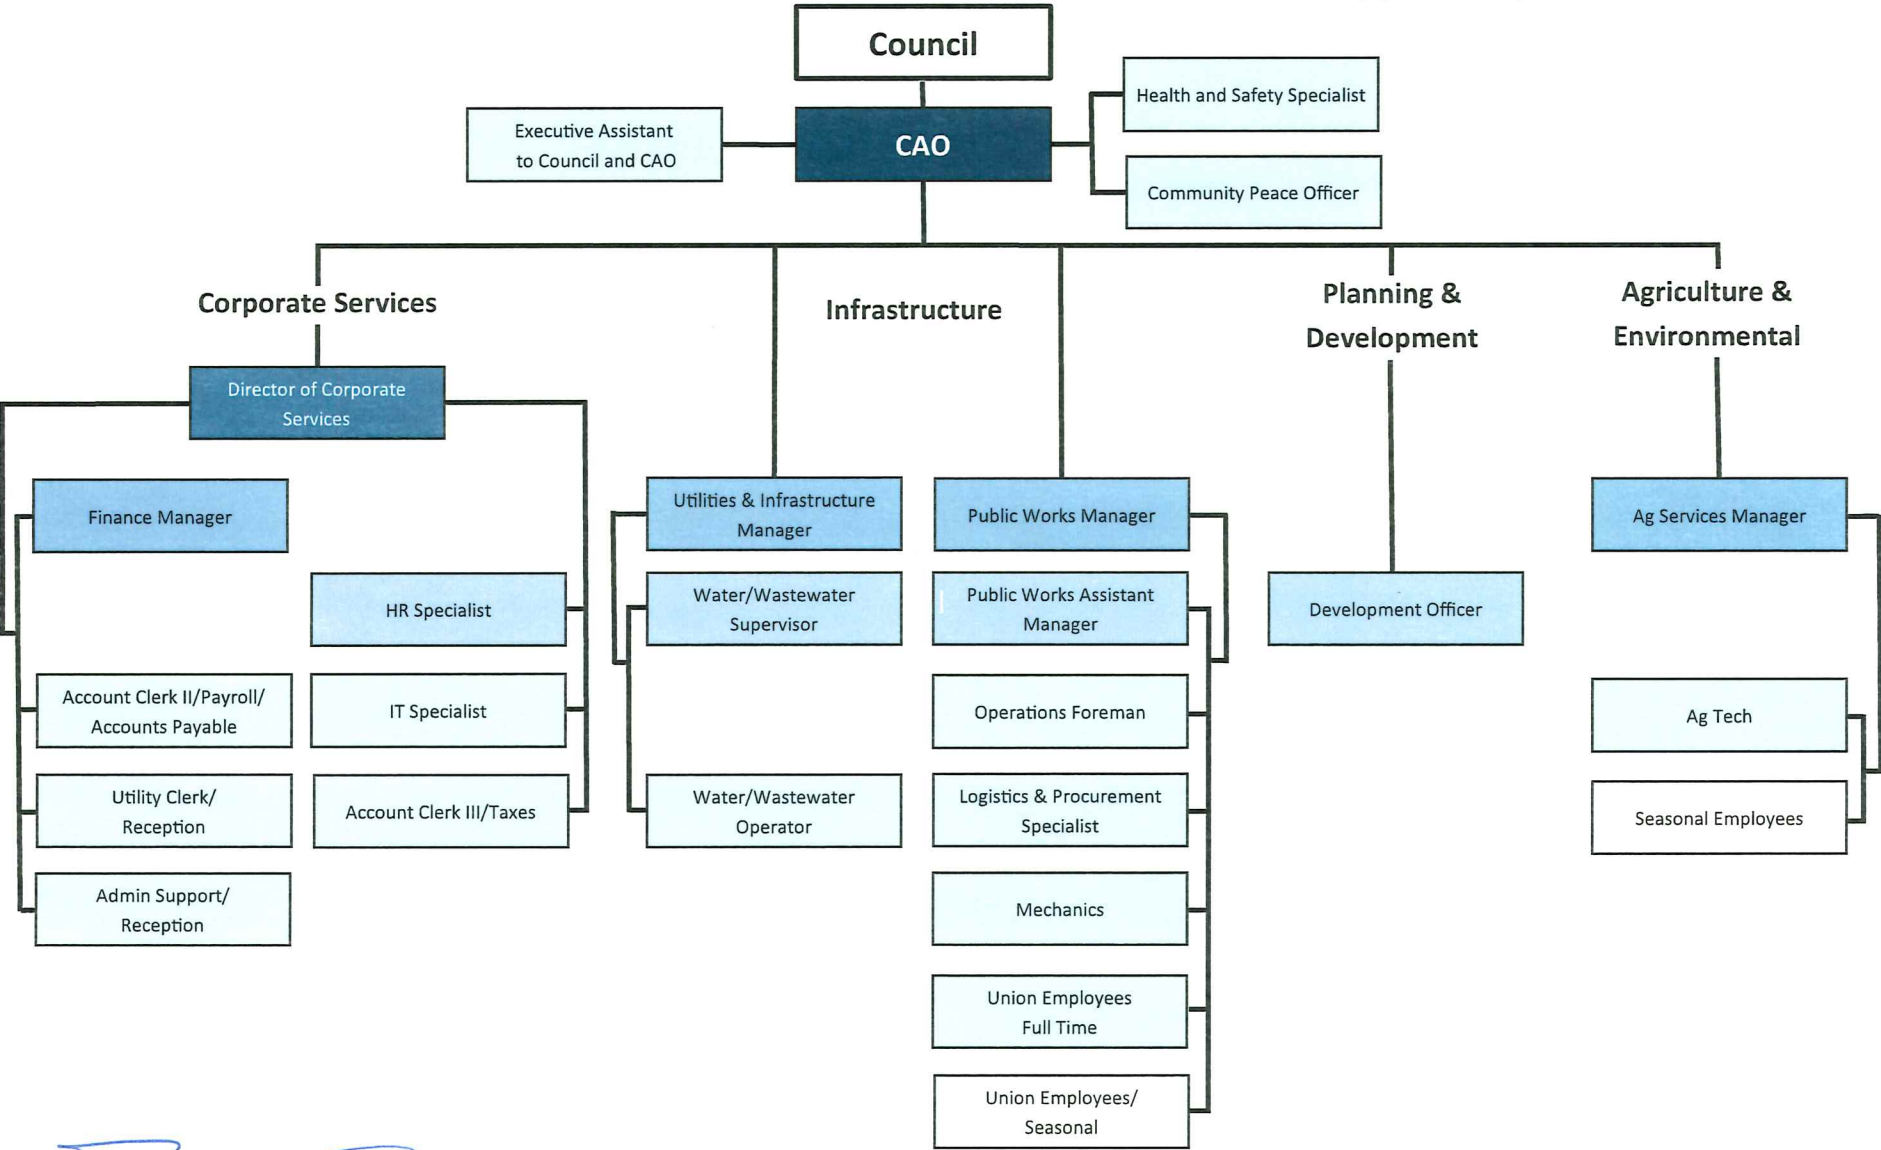 Council
Health and Safety Specialist
Executive Assistant
to Council and CAO
CAO
Community Peace Officer
Corporate Services
Infrastructure
Planning &
Development
Agriculture &
Environmental
Director of Corporate
Services
Finance Manager
HR Specialist
Account Clerk II/Payroll/
Accounts Payable
IT Specialist
Utility Clerk/
Reception
Account Clerk III/Taxes
Admin Support/
Reception
Utilities & Infrastructure
Manager
Water/Wastewater
Supervisor
Water/Wastewater
Operator
Public Works Manager
Public Works Assistant
Manager
Operations Foreman
Logistics & Procurement
Specialist
Mechanics
Union Employees
Full Time
Union Employees/
Seasonal
Development Officer
Ag Services Manager
Ag Tech
Seasonal Employees